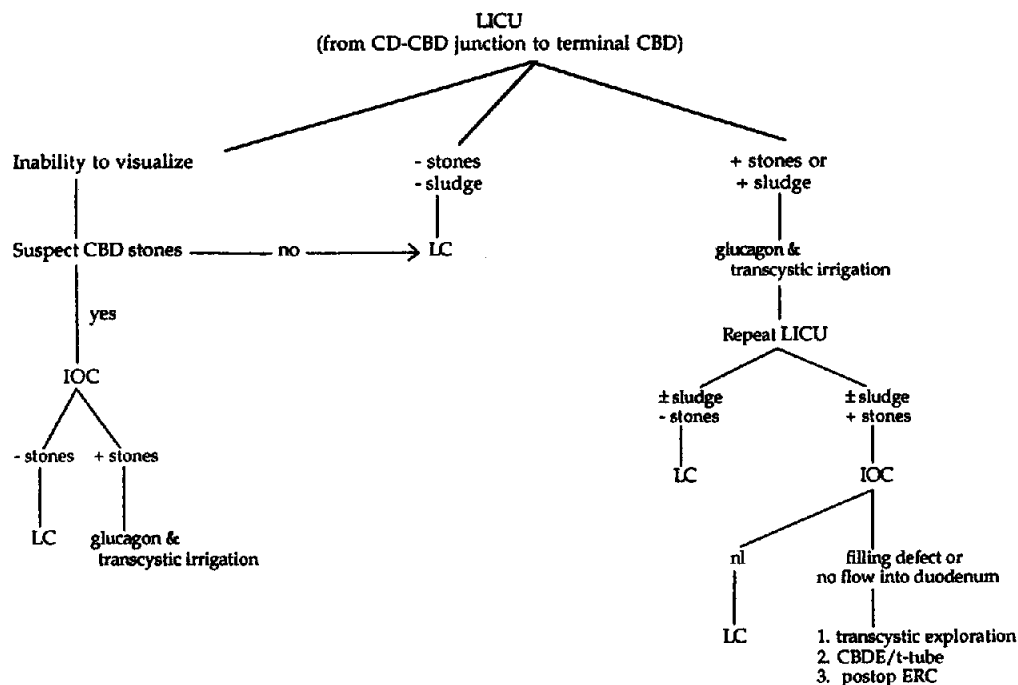 LICU
(from CD-CBD junction to terminal CBD)
Inability to visualize
- stones
- sludge
+ stones or
+ sludge
Suspect CBD stones
no
LC
glucagon &
transcystic irrigation
yes
Repeat LICU
IOC
± sludge
- stones
± sludge
+ stones
- stones
+ stones
LC
IOC
LC
glucagon &
transcystic irrigation
nl
filling defect or
no flow into duodenum
LC
1. transcystic exploration
2. CBDE/t-tube
3. postop ERC